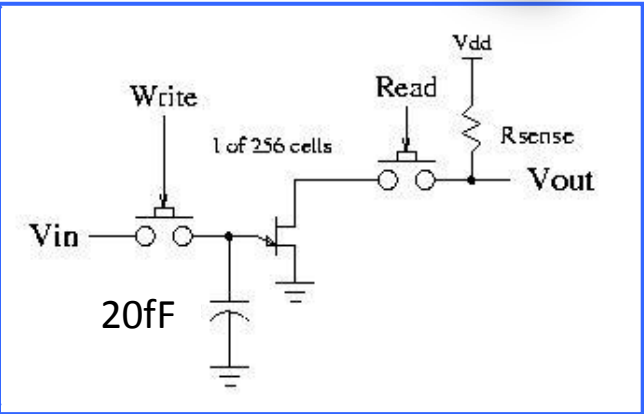 Vdd
Write
Read
1 of 256 cells
Rsense
Vout
Vin
20fF